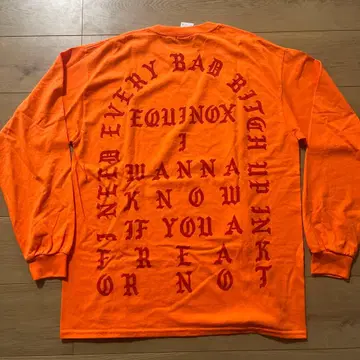 I NEED EVERY BAD BITCH UP IN
EQUINOX
I
WANNA
KNOW
IF YOU A
FREAK
OR NOT